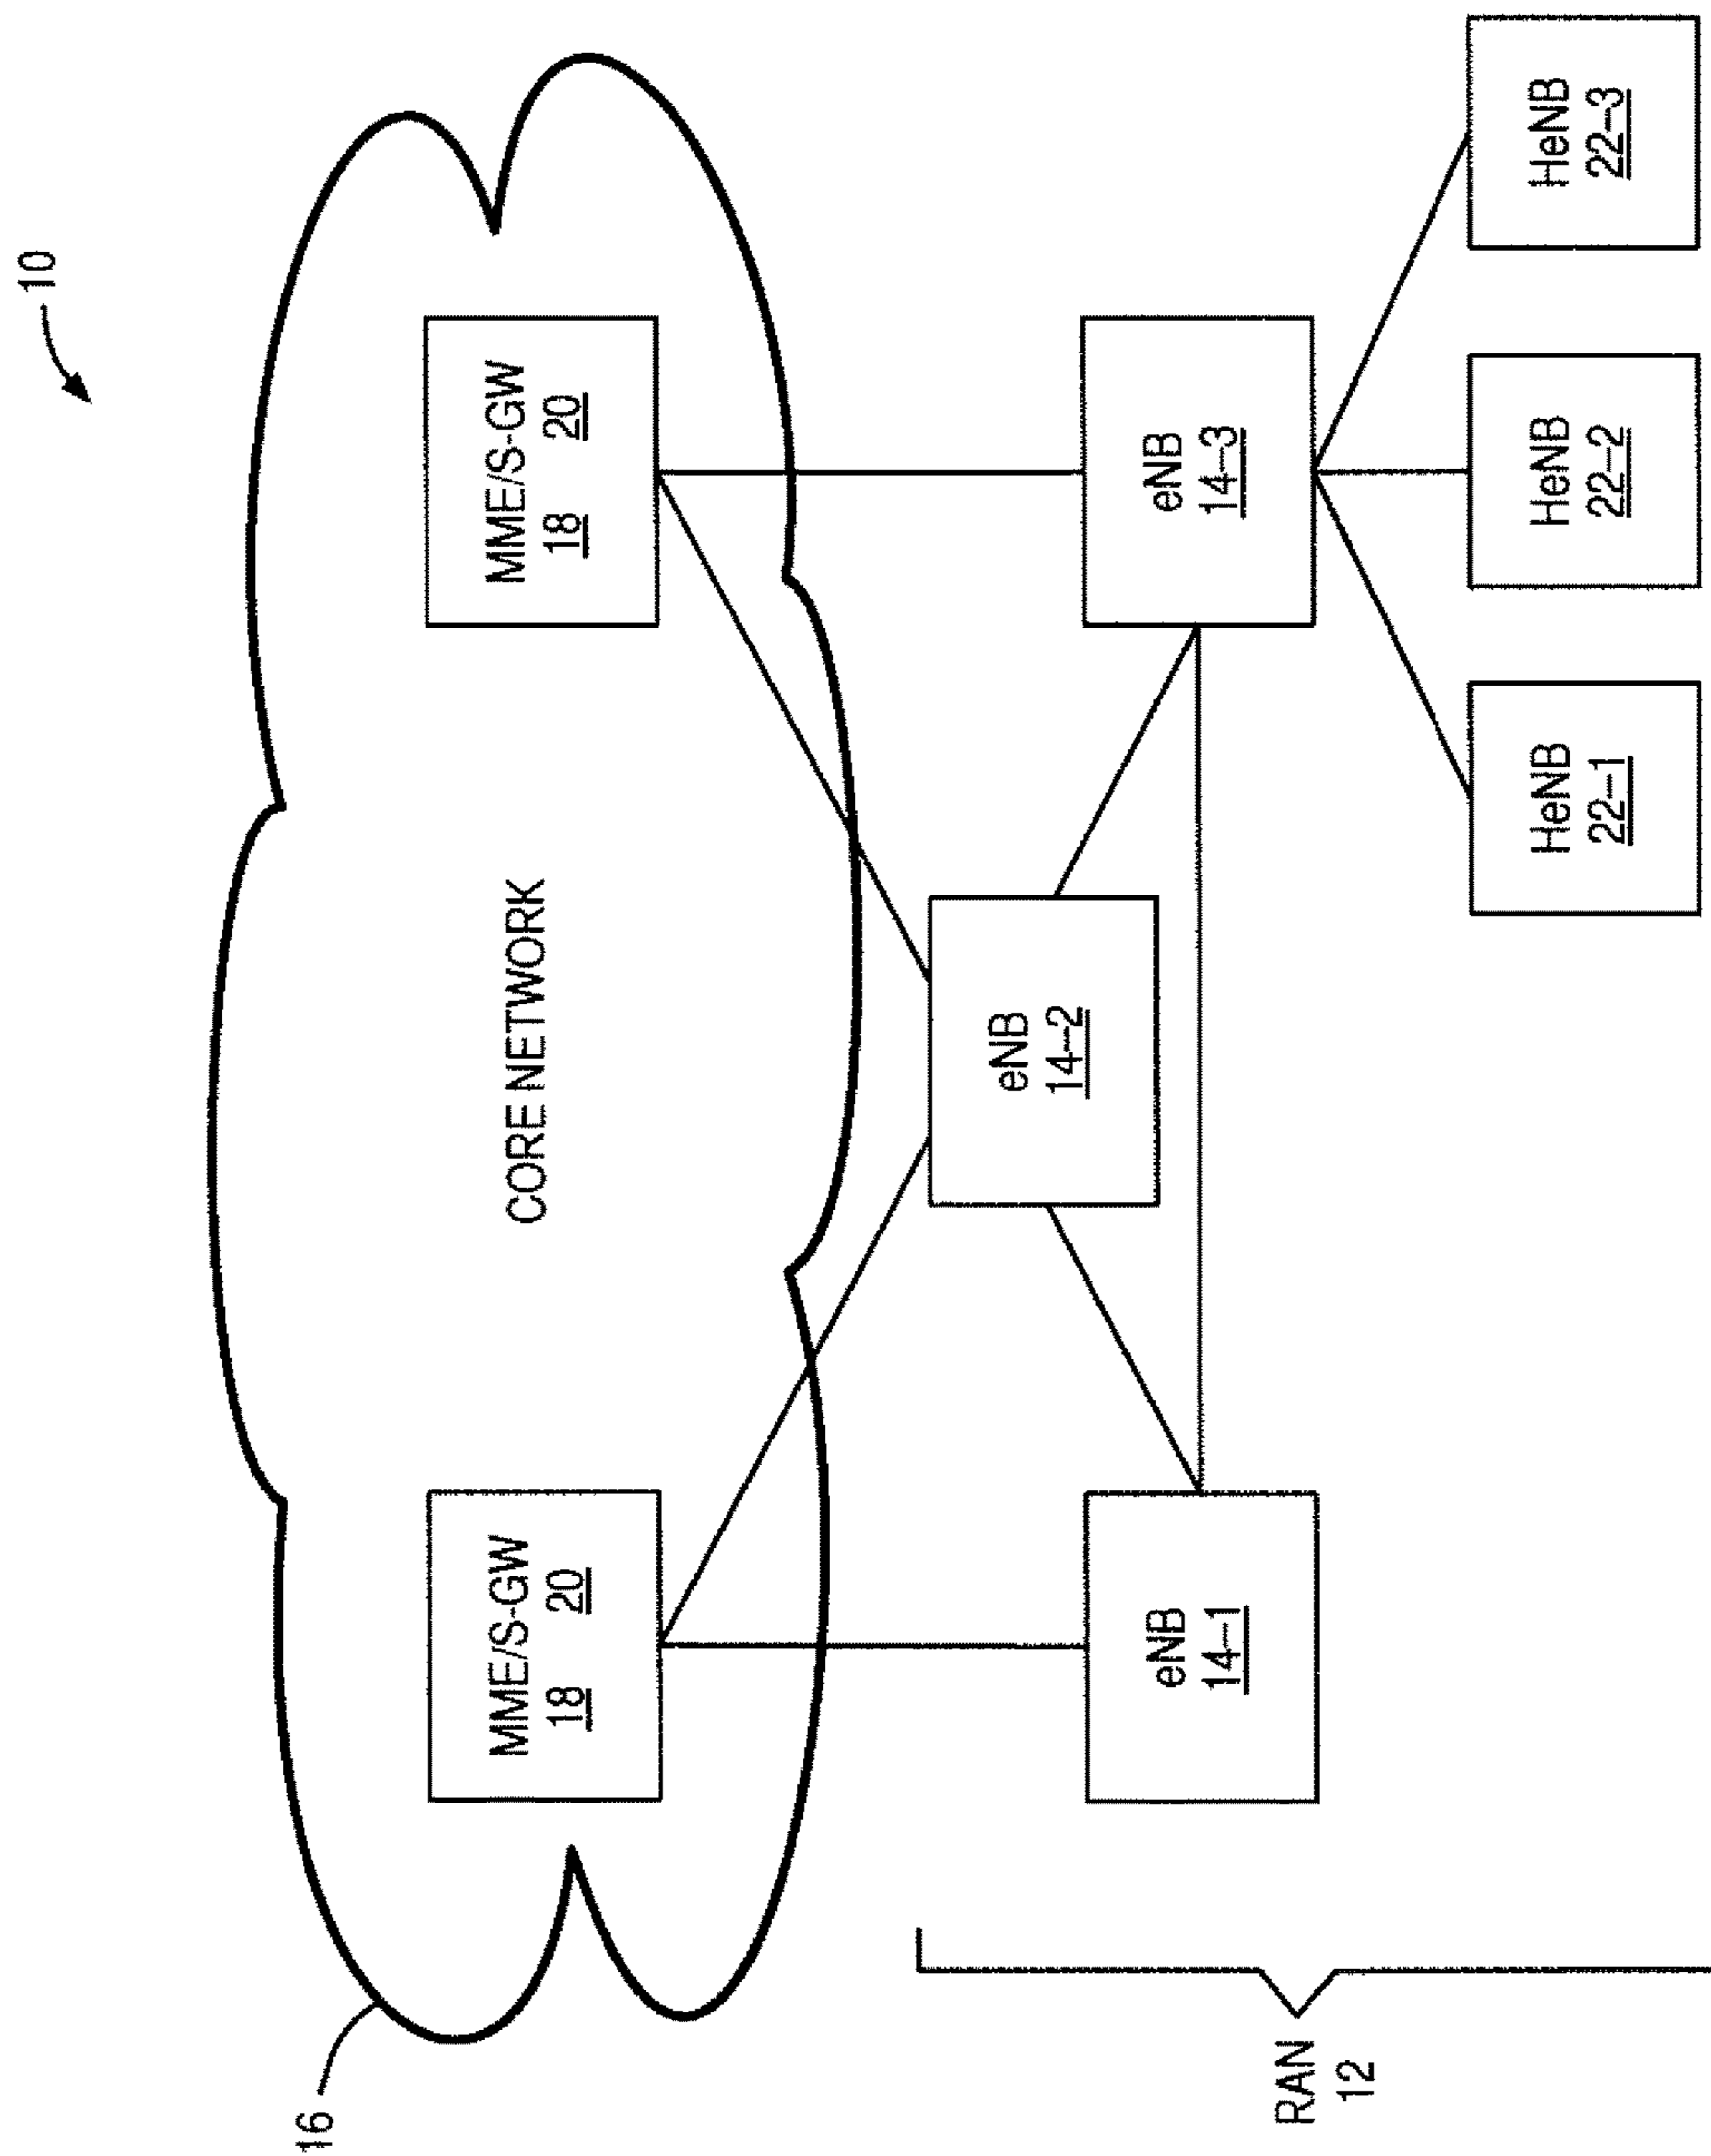 10
16
CORE NETWORK
MME/S-GW
18 20
MME/S-GW
18 20
eNB
14-2
eNB
14-1
eNB
14-3
RAN
12
HeNB
22-1
HeNB
22-2
HeNB
22-3